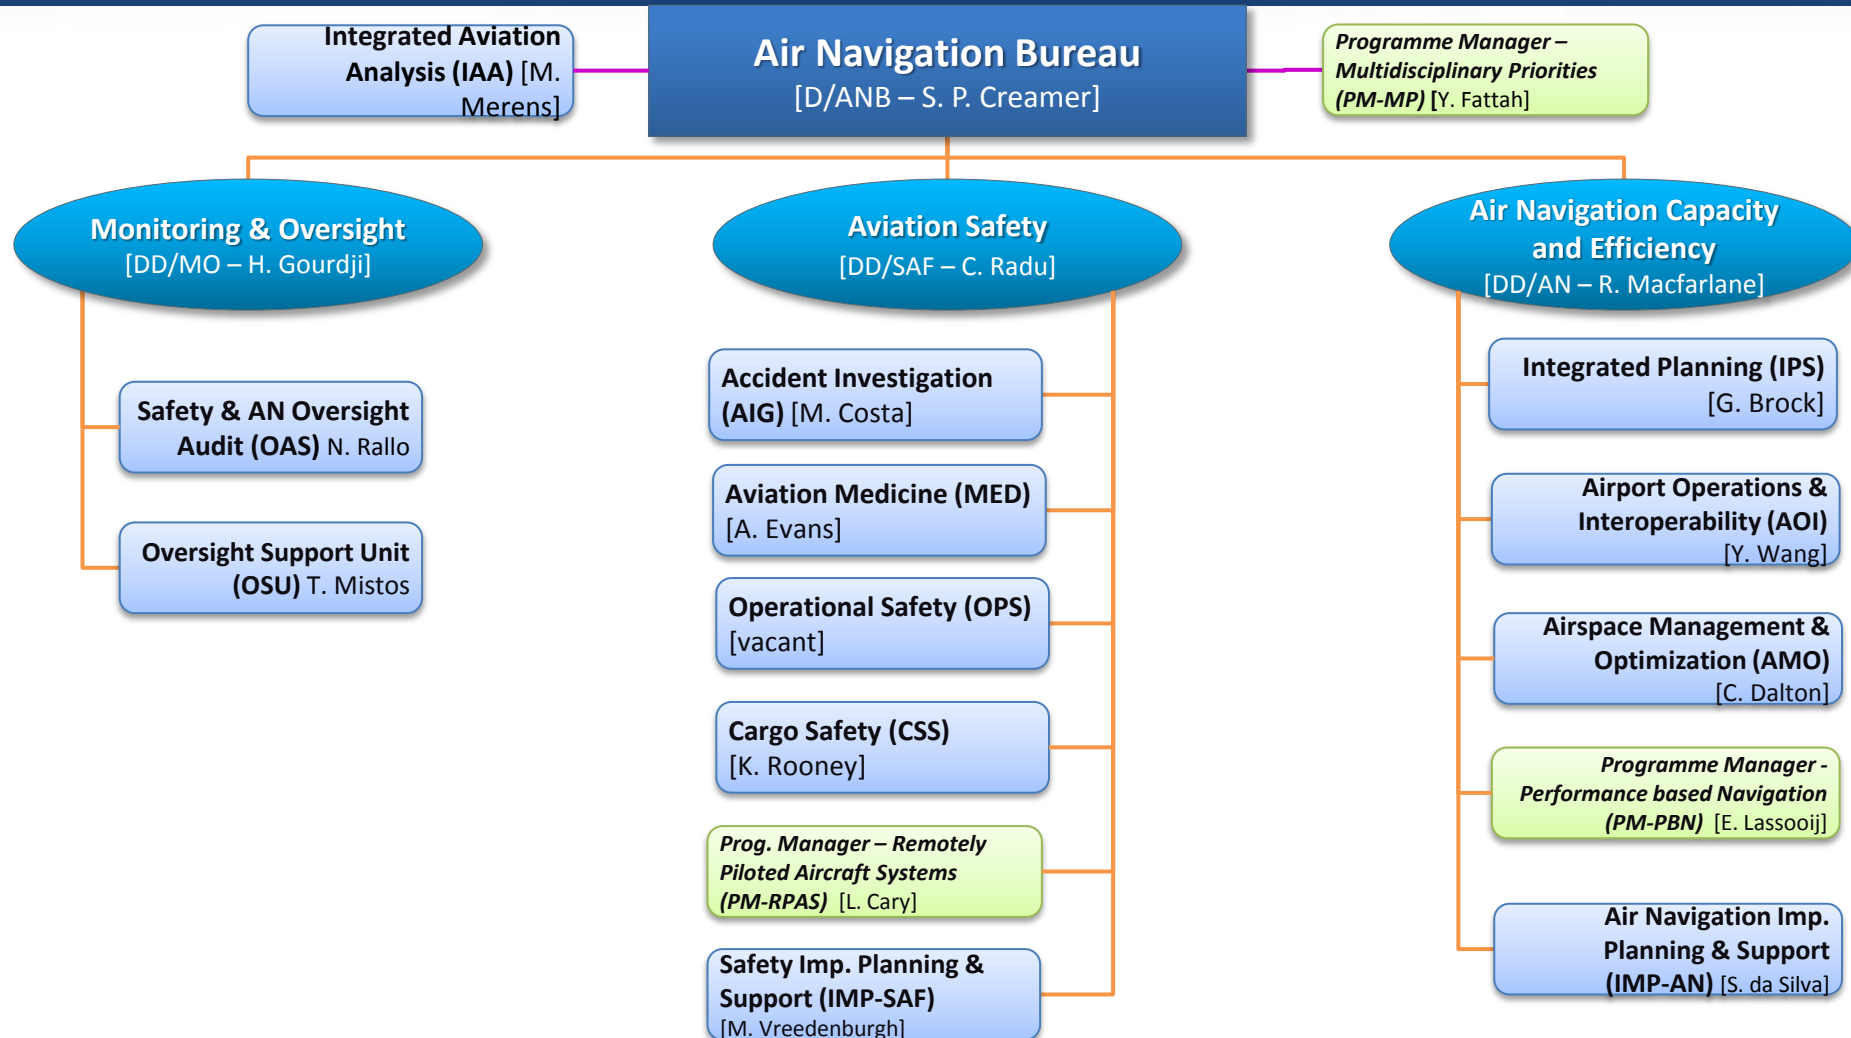 Integrated Aviation
Analysis (IAA) [M.
Merens]
Air Navigation Bureau
[D/ANB – S. P. Creamer]
Programme Manager –
Multidisciplinary Priorities
(PM-MP) [Y. Fattah]
Monitoring & Oversight
[DD/MO – H. Gourdji]
Safety & AN Oversight
Audit (OAS) N. Rallo
Oversight Support Unit
(OSU) T. Mistos
Aviation Safety
[DD/SAF – C. Radu]
Accident Investigation
(AIG) [M. Costa]
Aviation Medicine (MED)
[A. Evans]
Operational Safety (OPS)
[vacant]
Cargo Safety (CSS)
[K. Rooney]
Prog. Manager – Remotely
Piloted Aircraft Systems
(PM-RPAS) [L. Cary]
Safety Imp. Planning &
Support (IMP-SAF)
[M. Vreedenburgh]
Air Navigation Capacity
and Efficiency
[DD/AN – R. Macfarlane]
Integrated Planning (IPS)
[G. Brock]
Airport Operations &
Interoperability (AOI)
[Y. Wang]
Airspace Management &
Optimization (AMO)
[C. Dalton]
Programme Manager -
Performance based Navigation
(PM-PBN) [E. Lassooij]
Air Navigation Imp.
Planning & Support
(IMP-AN) [S. da Silva]